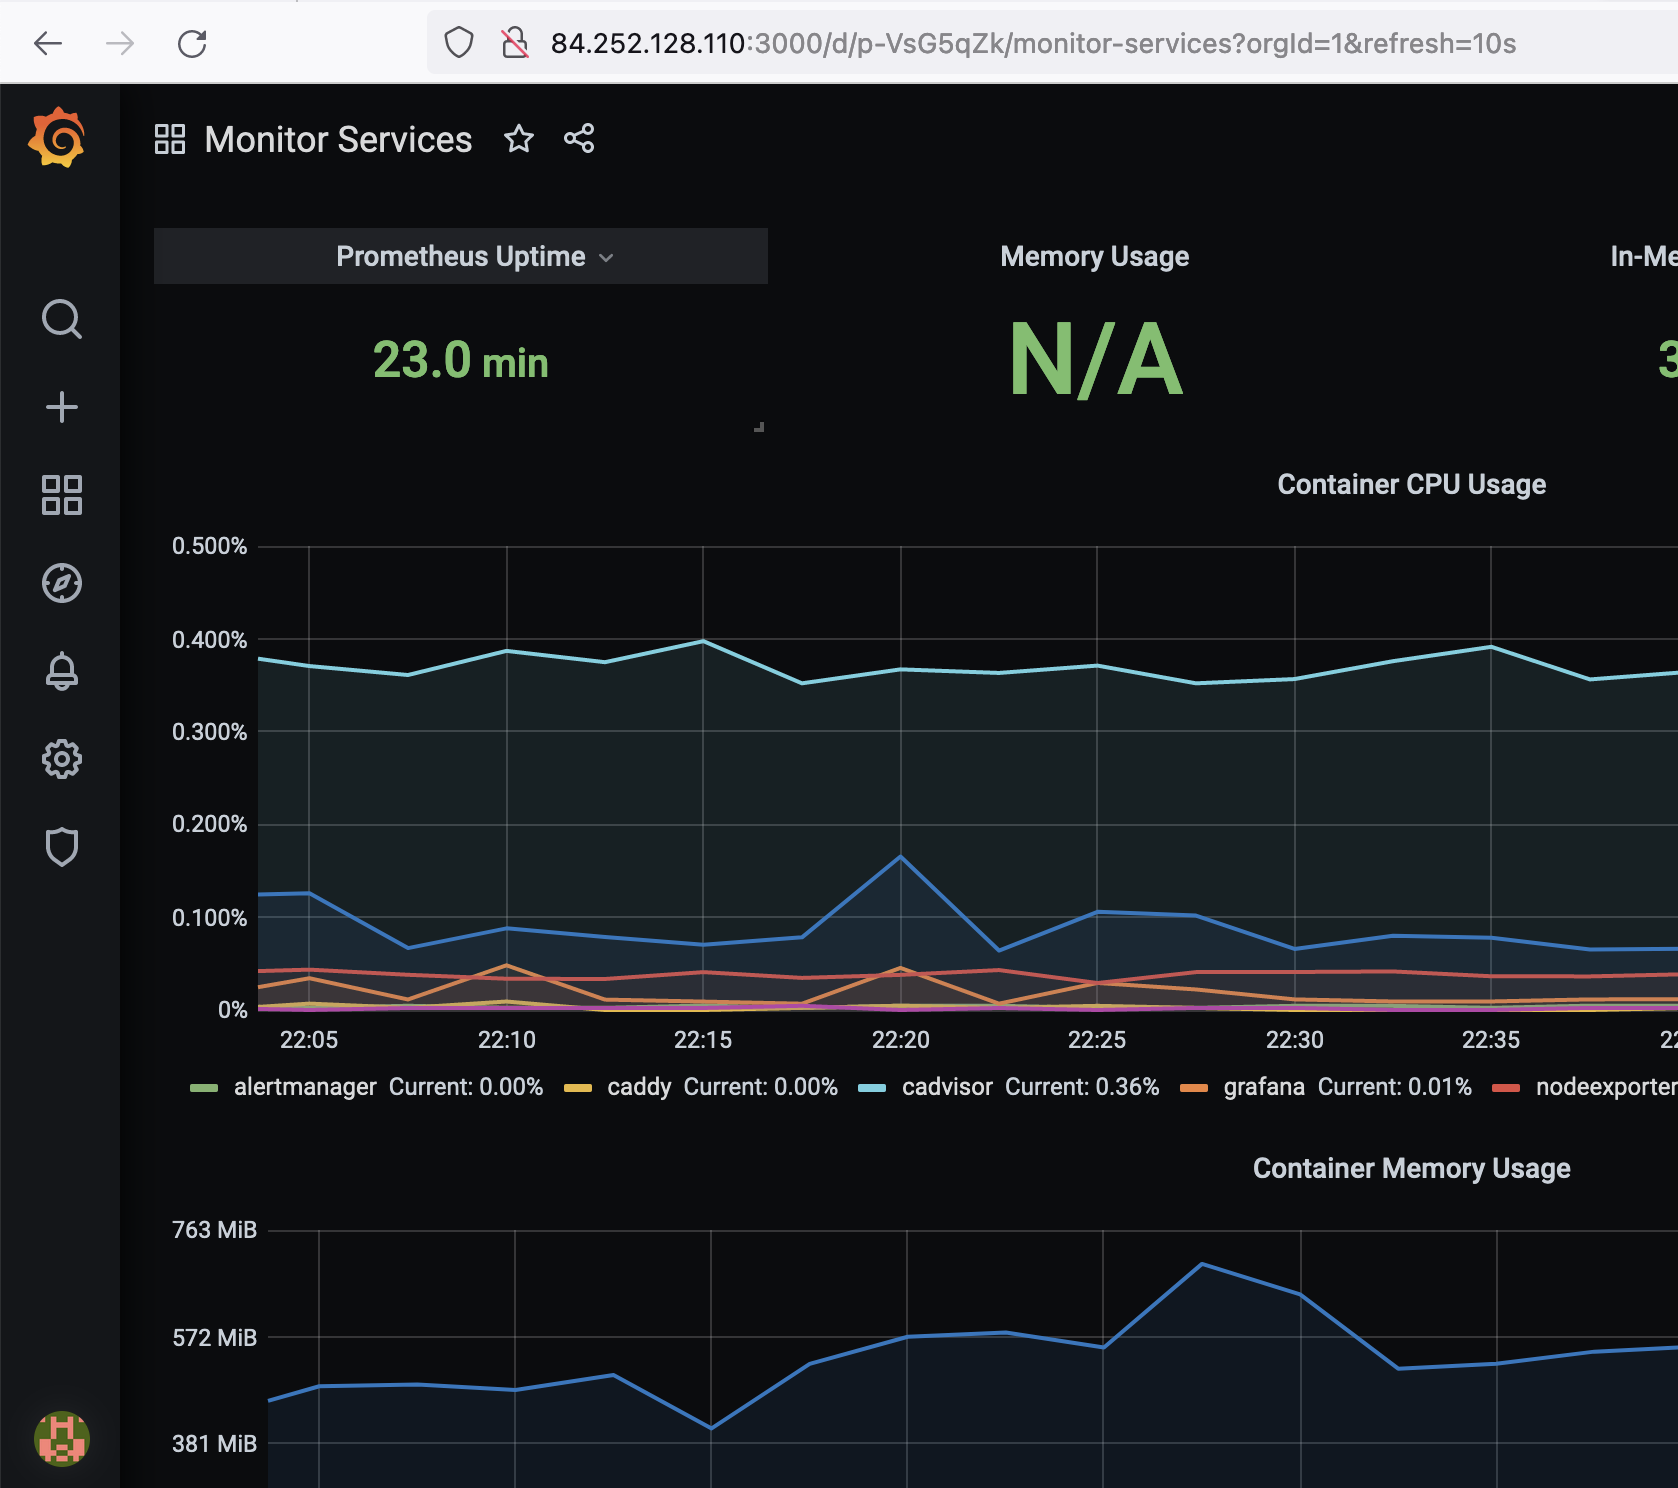 84.252.128.110:3000/d/p-VsG5qZk/monitor-services?orgId=1&refresh=10s
Monitor Services
Prometheus Uptime
Memory Usage
In-Me
23.0 min
N/A
3
Container CPU Usage
0.500%
0.400%
0.300%
0.200%
0.100%
0%
22:05 22:10 22:15 22:20 22:25 22:30 22:35 22
alertmanager Current: 0.00% caddy Current: 0.00% cadvisor Current: 0.36% grafana Current: 0.01% nodeexporter
Container Memory Usage
763 MiB
572 MiB
381 MiB